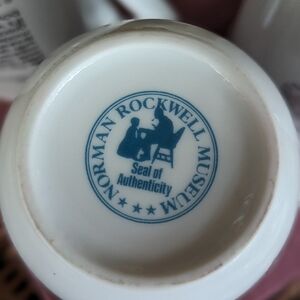 NORMAN ROCKWELL MUSEUM
Seal of
Authenticity